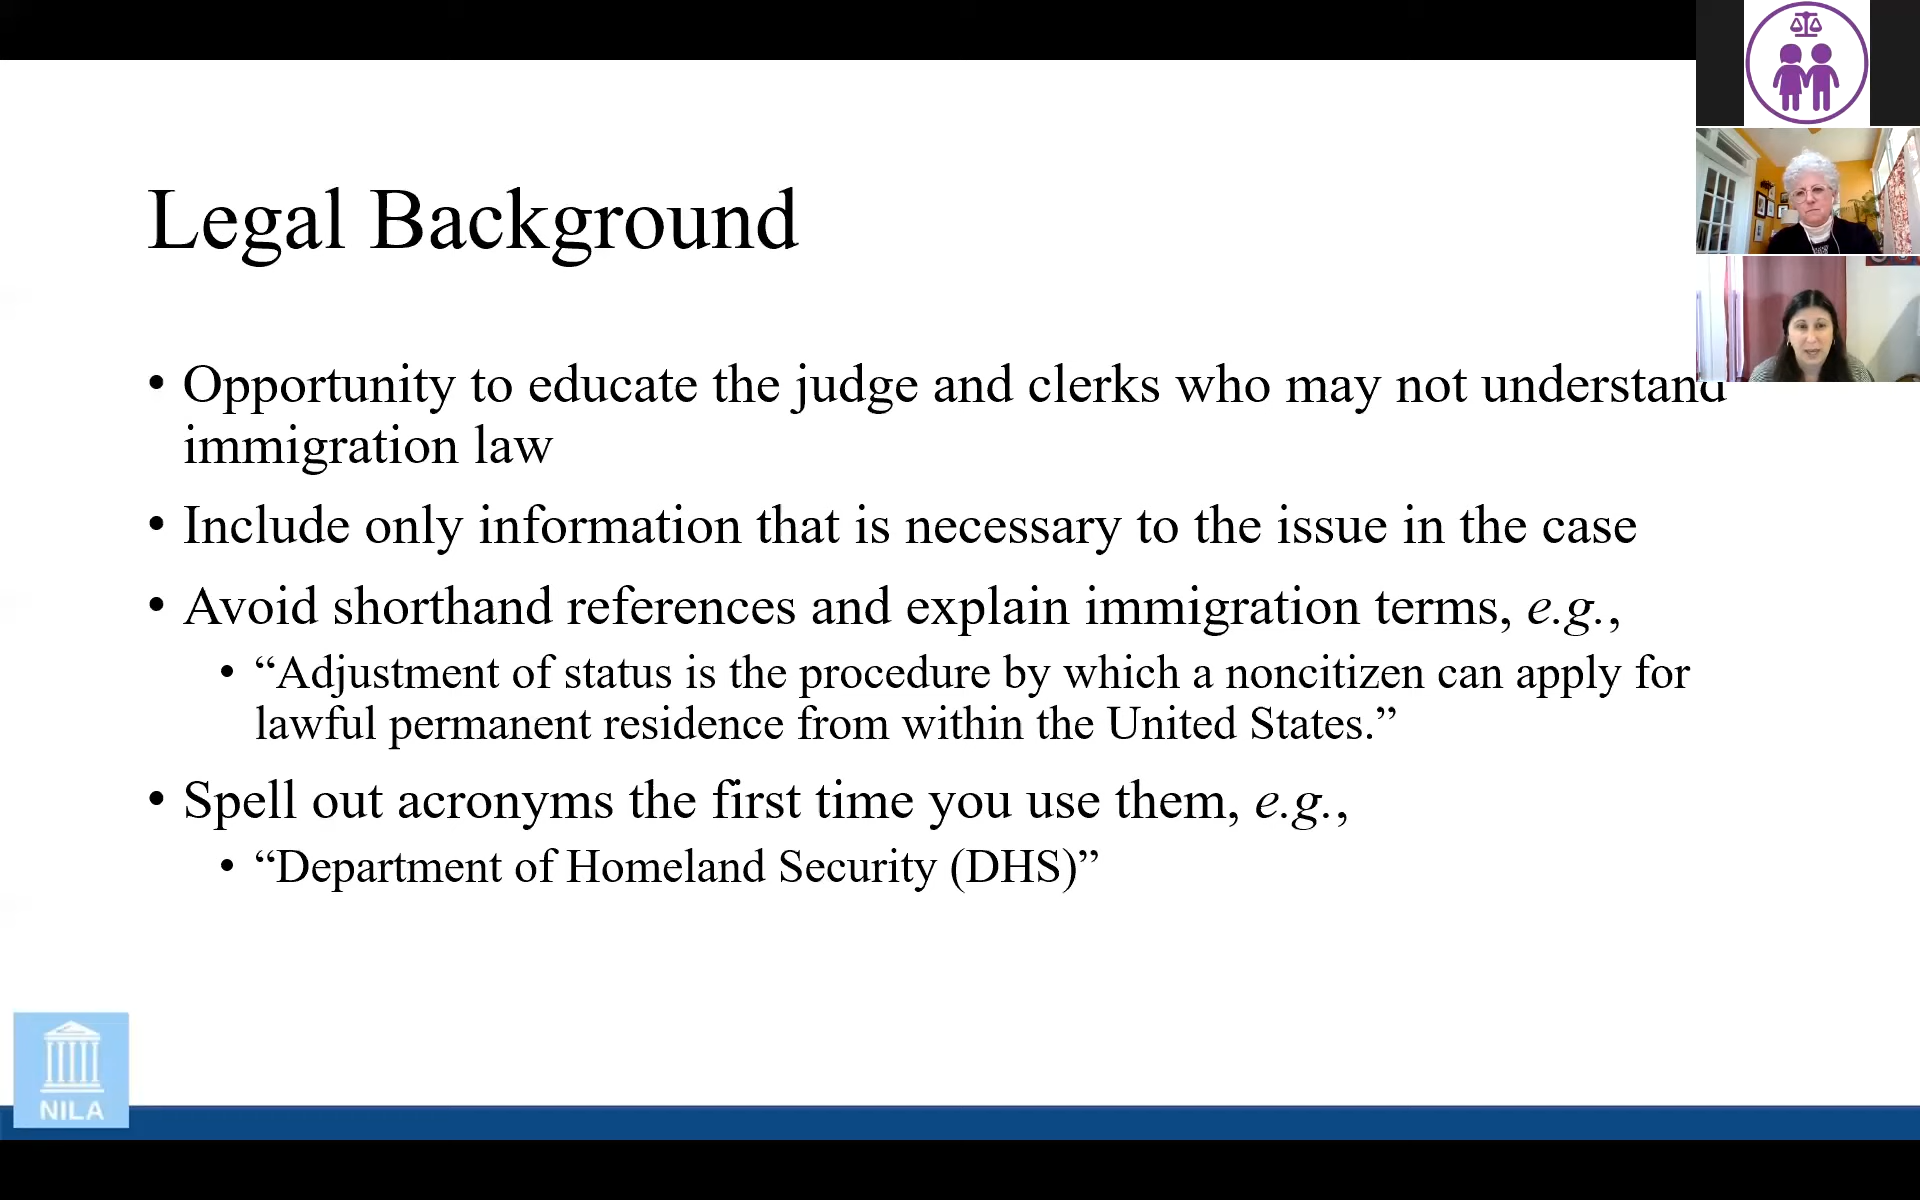 Legal Background
• Opportunity to educate the judge and clerks who may not understand
immigration law
• Include only information that is necessary to the issue in the case
• Avoid shorthand references and explain immigration terms, e.g.,
• “Adjustment of status is the procedure by which a noncitizen can apply for
lawful permanent residence from within the United States.”
• Spell out acronyms the first time you use them, e.g.,
• “Department of Homeland Security (DHS)”
NILA